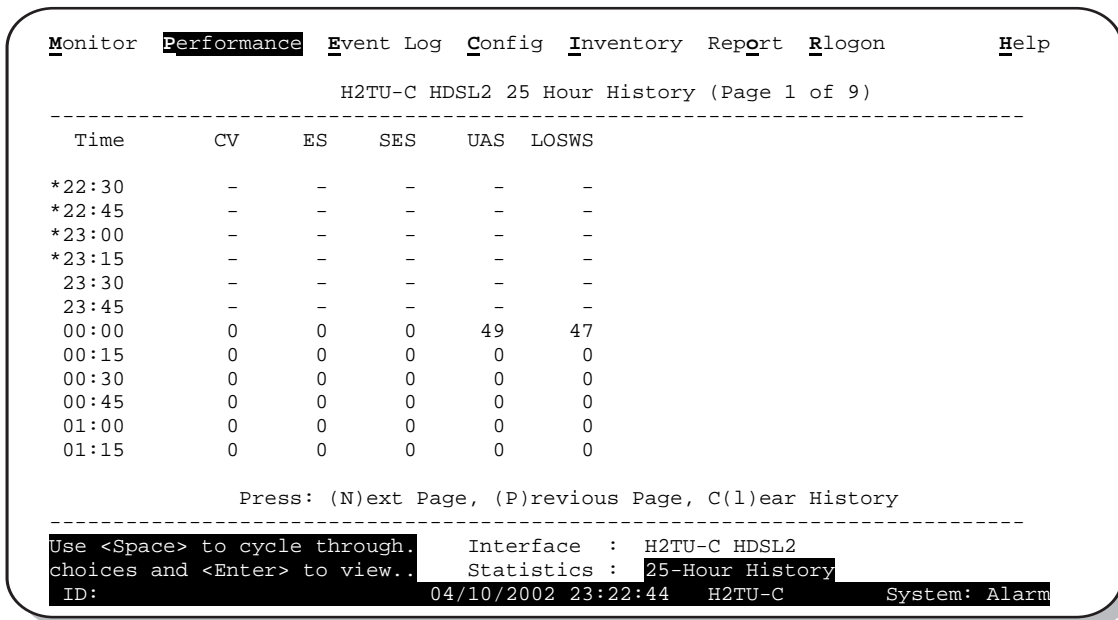 Monitor Performance Event Log Config Inventory Report Rlogon Help
H2TU-C HDSL2 25 Hour History (Page 1 of 9)
--------------------------------------------------------------------------------
Time CV ES SES UAS LOSWS
*22:30 - - - - -
*22:45 - - - - -
*23:00 - - - - -
*23:15 - - - - -
23:30 - - - - -
23:45 - - - - -
00:00 0 0 0 49 47
00:15 0 0 0 0 0
00:30 0 0 0 0 0
00:45 0 0 0 0 0
01:00 0 0 0 0 0
01:15 0 0 0 0 0
Press: (N)ext Page, (P)revious Page, C(l)ear History
--------------------------------------------------------------------------------
Use <Space> to cycle through. Interface : H2TU-C HDSL2
choices and <Enter> to view.. Statistics : 25-Hour History
ID: 04/10/2002 23:22:44 H2TU-C System: Alarm